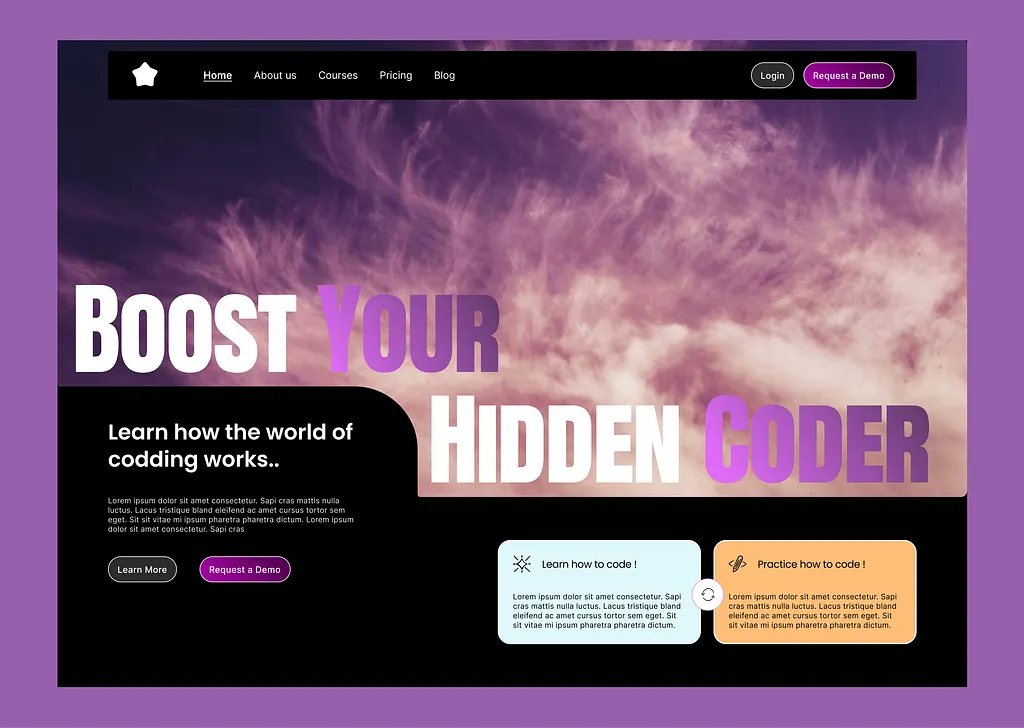 Home About us Courses Pricing Blog Login Request a Demo
Boost Your
Hidden Coder
Learn how the world of
codding works..
Lorem ipsum dolor sit amet consectetur. Sapi cras mattis nulla
luctus. Lacus tristique bland eleifend ac amet cursus tortor sem
eget. Sit sit vitae mi ipsum pharetra pharetra dictum. Lorem ipsum
dolor sit amet consectetur. Sapi cras
Learn More Request a Demo
Learn how to code !
Lorem ipsum dolor sit amet consectetur. Sapi
cras mattis nulla luctus. Lacus tristique bland
eleifend ac amet cursus tortor sem eget. Sit
sit vitae mi ipsum pharetra pharetra dictum.
Practice how to code !
Lorem ipsum dolor sit amet consectetur. Sapi
cras mattis nulla luctus. Lacus tristique bland
eleifend ac amet cursus tortor sem eget. Sit
sit vitae mi ipsum pharetra pharetra dictum.